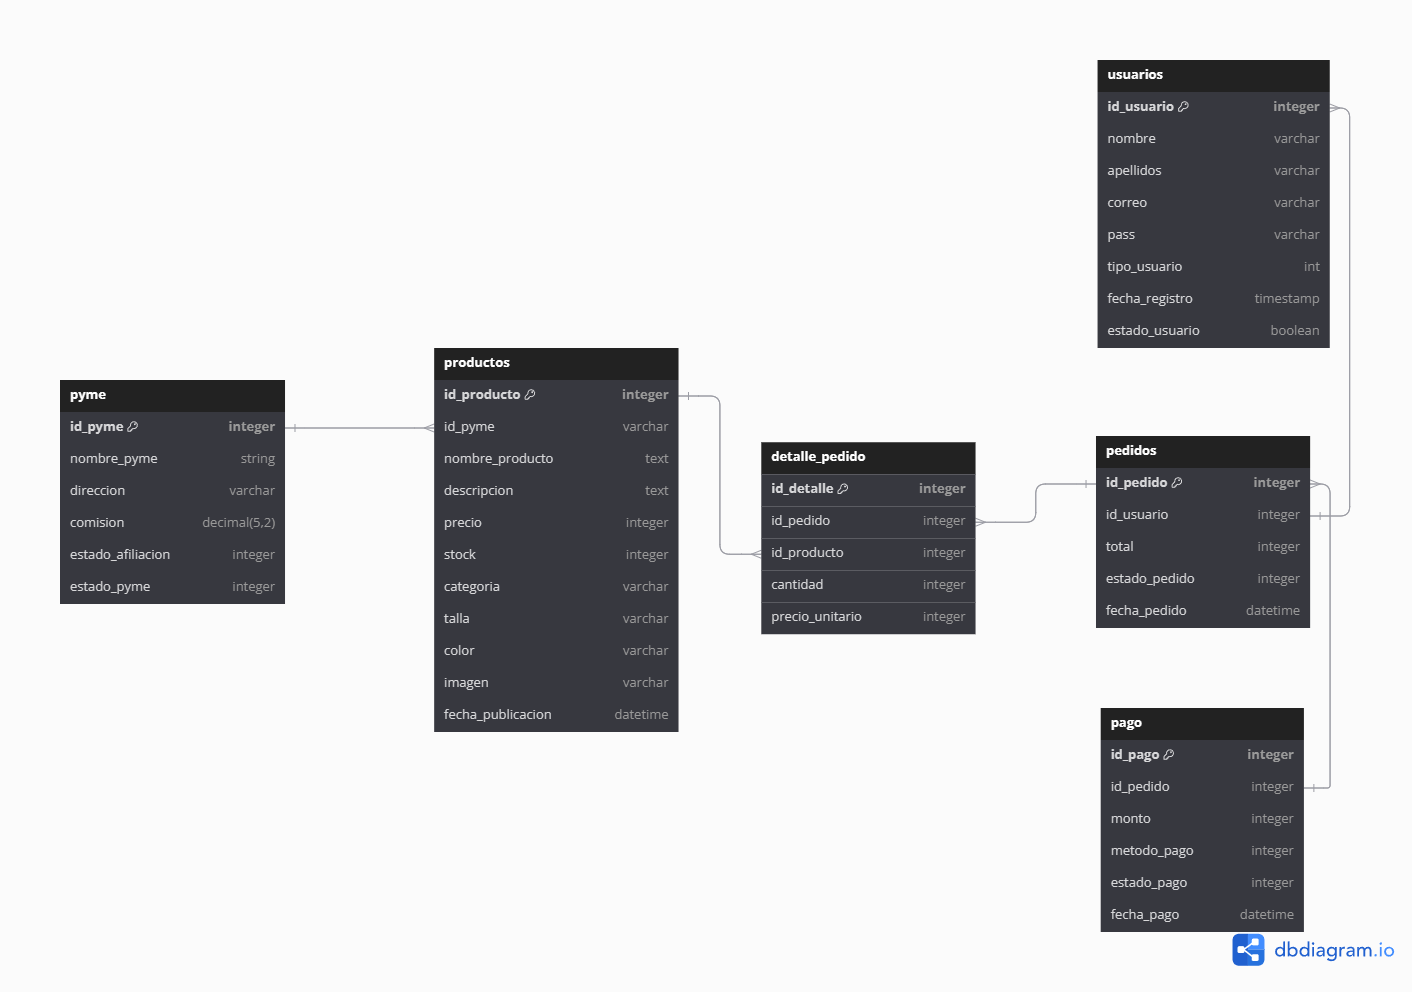 usuarios
id_usuario integer
nombre varchar
apellidos varchar
correo varchar
pass varchar
tipo_usuario int
fecha_registro timestamp
estado_usuario boolean
pyme
id_pyme integer
nombre_pyme string
direccion varchar
comision decimal(5,2)
estado_afiliacion integer
estado_pyme integer
productos
id_producto integer
id_pyme varchar
nombre_producto text
descripcion text
precio integer
stock integer
categoria varchar
talla varchar
color varchar
imagen varchar
fecha_publicacion datetime
detalle_pedido
id_detalle integer
id_pedido integer
id_producto integer
cantidad integer
precio_unitario integer
pedidos
id_pedido integer
id_usuario integer
total integer
estado_pedido integer
fecha_pedido datetime
pago
id_pago integer
id_pedido integer
monto integer
metodo_pago integer
estado_pago integer
fecha_pago datetime
dbdiagram.io